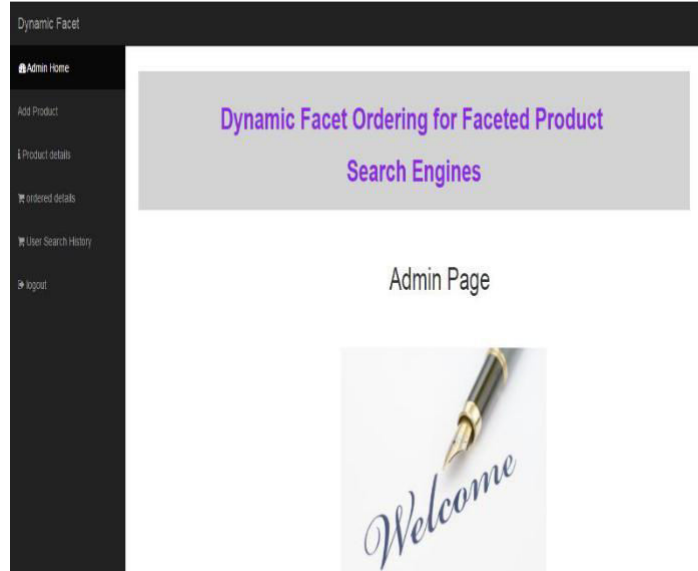 Dynamic Facet
Admin Home
Add Product
Product details
ordered details
User Search History
logout
Dynamic Facet Ordering for Faceted Product
Search Engines
Admin Page
Welcome